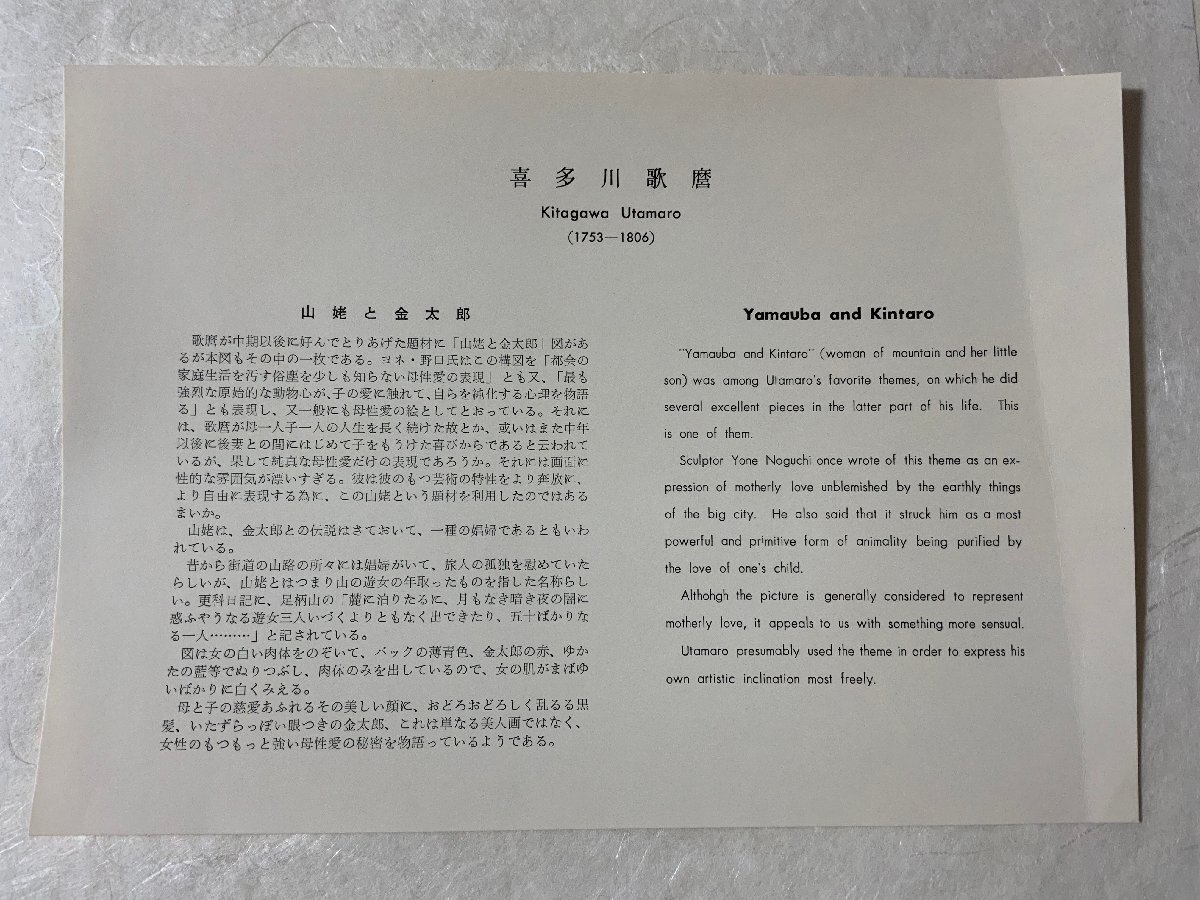 喜多川歌麿
Kitagawa Utamaro
(1753—1806)
山姥と金太郎
歌麿が中期以後に好んでとりあげた題材に「山姥と金太郎」図があ
るが本図もその中の一枚である。ヨネ・野口氏はこの構図を「都会の
家庭生活を汚す俗塵を少しも知らない母性愛の表現」とも又、「最も
強烈な原始的な動物心が、子の愛に触れて、自らを純化する心理を物語
る」とも表現し、又一般にも母性愛の絵としてとおっている。それに
は、歌麿が母一人子一人の人生を長く続けた故とか、或いはまた中年
以後に後妻との間にはじめて子をもうけた喜びからであると云われて
いるが、果して純真な母性愛だけの表現であろうか。それには画面に
性的な雰囲気が漂いすぎる。彼は彼のもつ芸術の特性をより奔放に、
より自由に表現する為に、この山姥という題材を利用したのではある
まいか。
山姥は、金太郎との伝説はさておいて、一種の娼婦であるともいわ
れている。
昔から街道の山路の所々には娼婦がいて、旅人の孤独を慰めていた
らしいが、山姥とはつまり山の遊女の年取ったものを指した名称らし
い。更科日記に、足柄山の「麓に泊りたるに、月もなき暗き夜の闇に
惑ふやうなる遊女三人いづくよりともなく出できたり、五十ばかりな
る一人………」と記されている。
図は女の白い肉体をのぞいて、バックの薄青色、金太郎の赤、ゆか
たの藍等でぬりつぶし、肉体のみを出しているので、女の肌がまばゆ
いばかりに白くみえる。
母と子の慈愛あふれるその美しい顔に、おどろおどろしく乱るる黒
髪、いたずらっぽい眼つきの金太郎、これは単なる美人画ではなく、
女性のもつもっと強い母性愛の秘密を物語っているようである。
Yamauba and Kintaro
"Yamauba and Kintaro" (woman of mountain and her little
son) was among Utamaro's favorite themes, on which he did
several excellent pieces in the latter part of his life. This
is one of them.
Sculptor Yone Noguchi once wrote of this theme as an ex-
pression of motherly love unblemished by the earthly things
of the big city. He also said that it struck him as a most
powerful and primitive form of animality being purified by
the love of one's child.
Althohgh the picture is generally considered to represent
motherly love, it appeals to us with something more sensual.
Utamaro presumably used the theme in order to express his
own artistic inclination most freely.